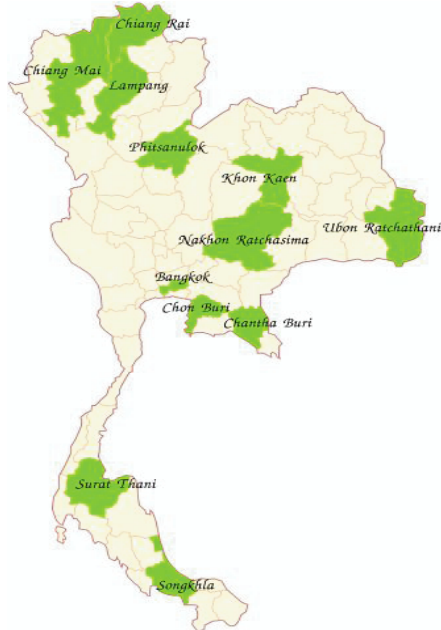 Chiang Rai
Chiang Mai
Lampang
Phitsanulok
Khon Kaen
Ubon Ratchathani
Nakhon Ratchasima
Bangkok
Chon Buri
Chantha Buri
Surat Thani
Songkhla